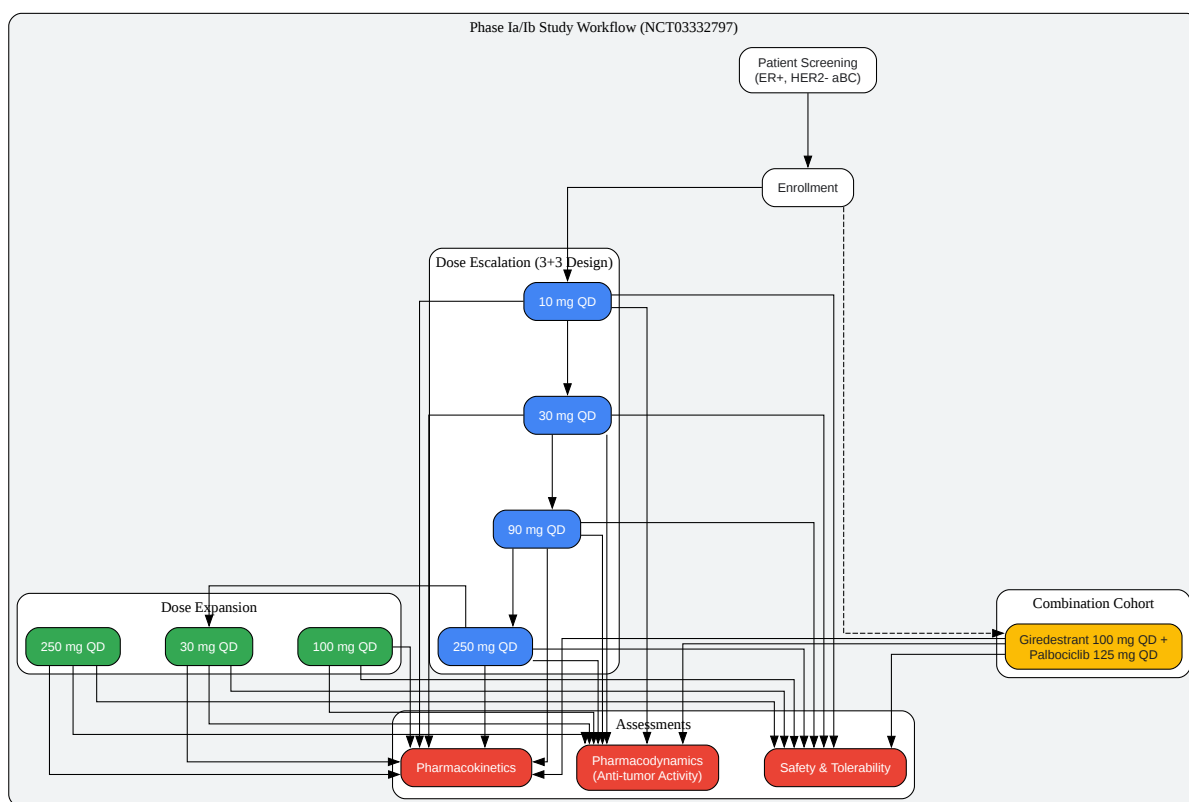 Phase Ia/Ib Study Workflow (NCT03332797)
Patient Screening
(ER+, HER2- aBC)
Enrollment
Dose Escalation (3+3 Design)
10 mg QD
30 mg QD
90 mg QD
250 mg QD
Dose Expansion
250 mg QD
30 mg QD
100 mg QD
Combination Cohort
Giredestrant 100 mg QD +
Palbociclib 125 mg QD
Assessments
Pharmacokinetics
Pharmacodynamics
(Anti-tumor Activity)
Safety & Tolerability